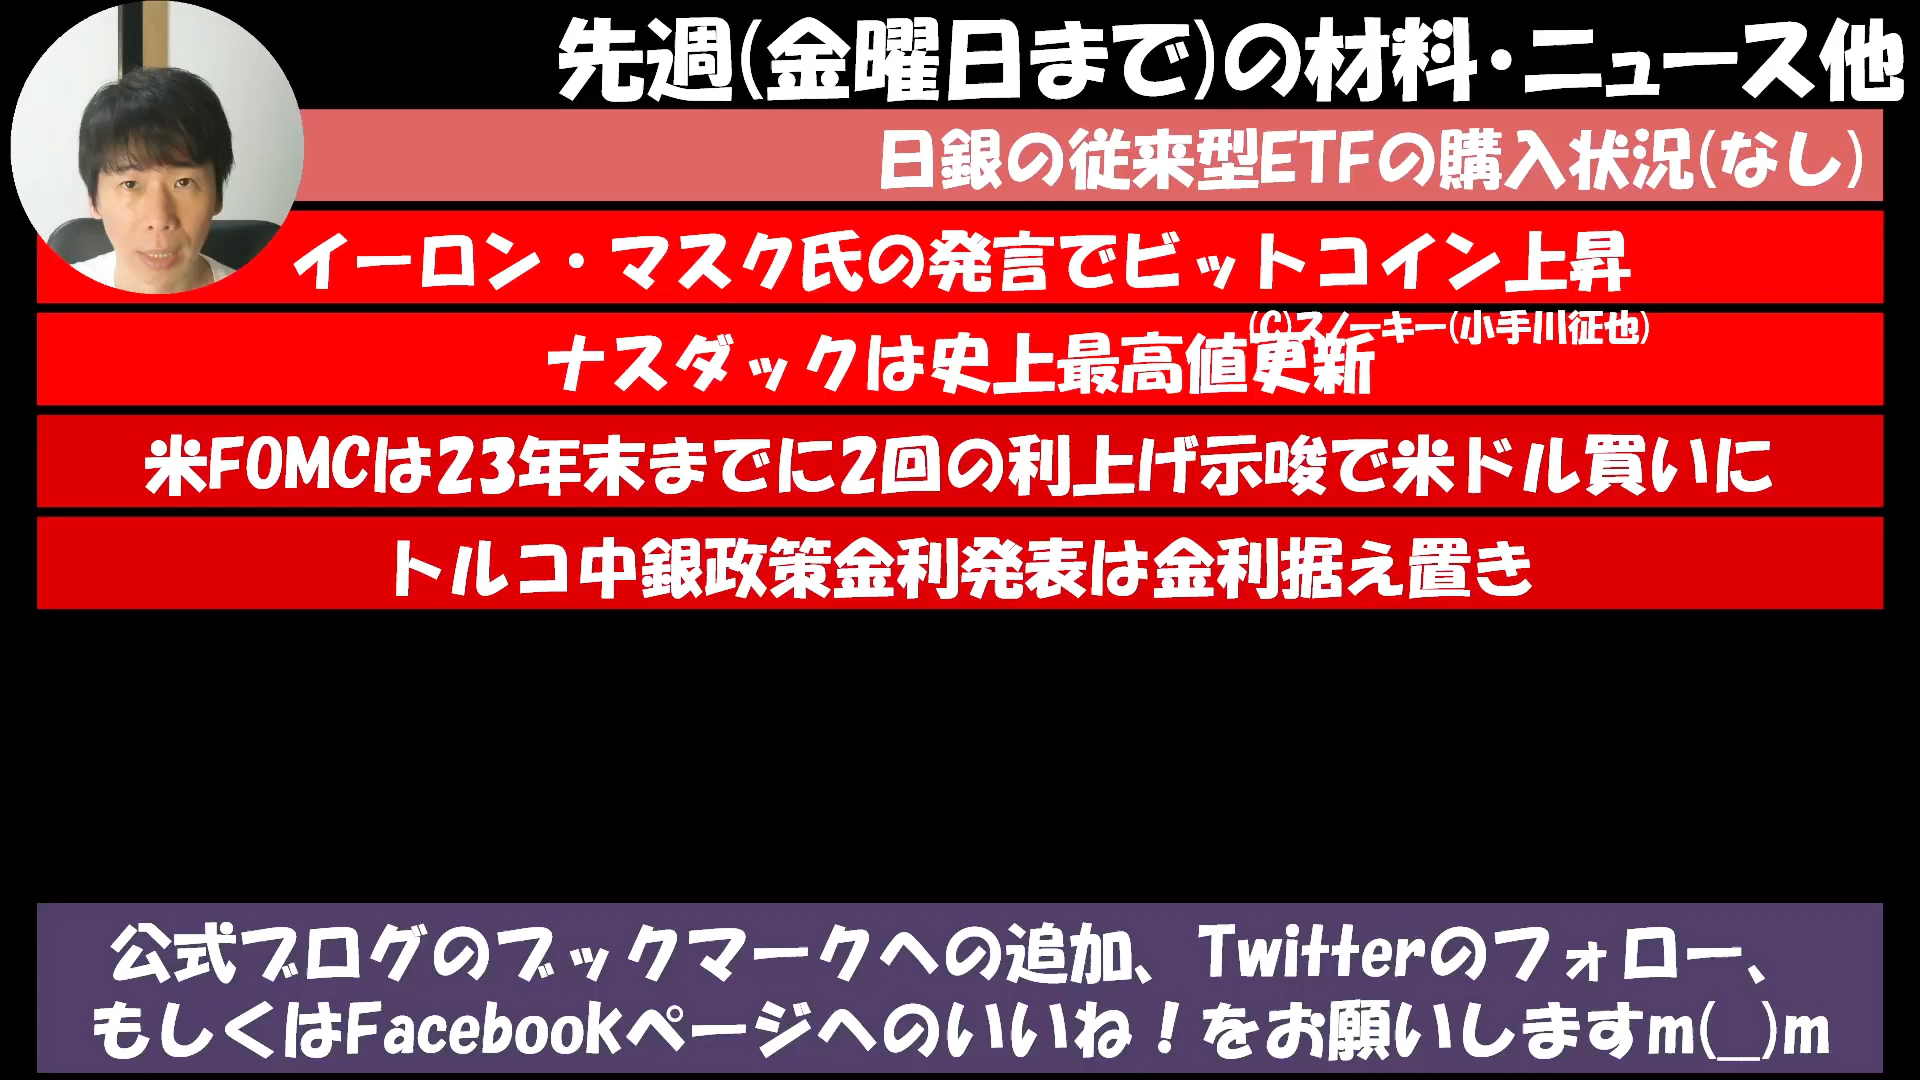 先週(金曜日まで)の材料・ニュース他
日銀の従来型ETFの購入状況(なし)
イーロン・マスク氏の発言でビットコイン上昇
(C)スノーキー(小手川征也)
ナスダックは史上最高値更新
米FOMCは23年末までに2回の利上げ示唆で米ドル買いに
トルコ中銀政策金利発表は金利据え置き
公式ブログのブックマークへの追加、Twitterのフォロー、
もしくはFacebookページへのいいね！をお願いしますm(__)m